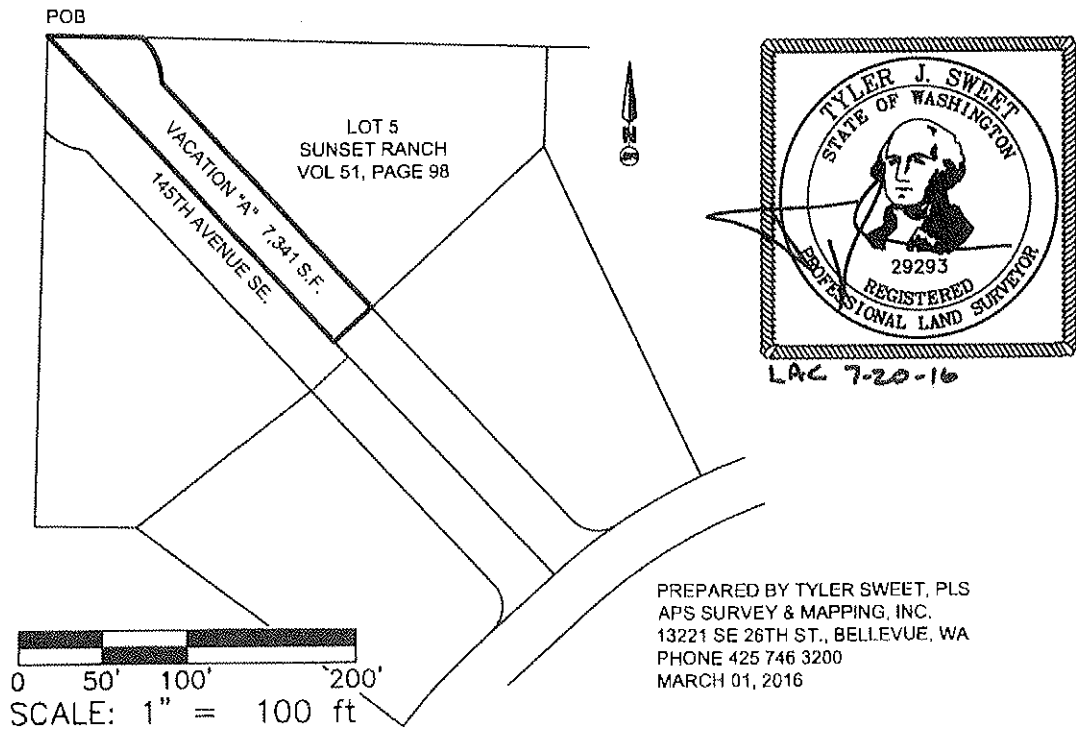 POB
LOT 5
SUNSET RANCH
VOL 51, PAGE 98
VACATION "A" 7,341 S.F.
145TH AVENUE SE.
N
TYLER J. SWEET
STATE OF WASHINGTON
29293
REGISTERED
PROFESSIONAL LAND SURVEYOR
7-20-16
PREPARED BY TYLER SWEET, PLS
APS SURVEY & MAPPING, INC.
13221 SE 26TH ST., BELLEVUE, WA
PHONE 425 746 3200
MARCH 01, 2016
0 50' 100' 200'
SCALE: 1" = 100 ft